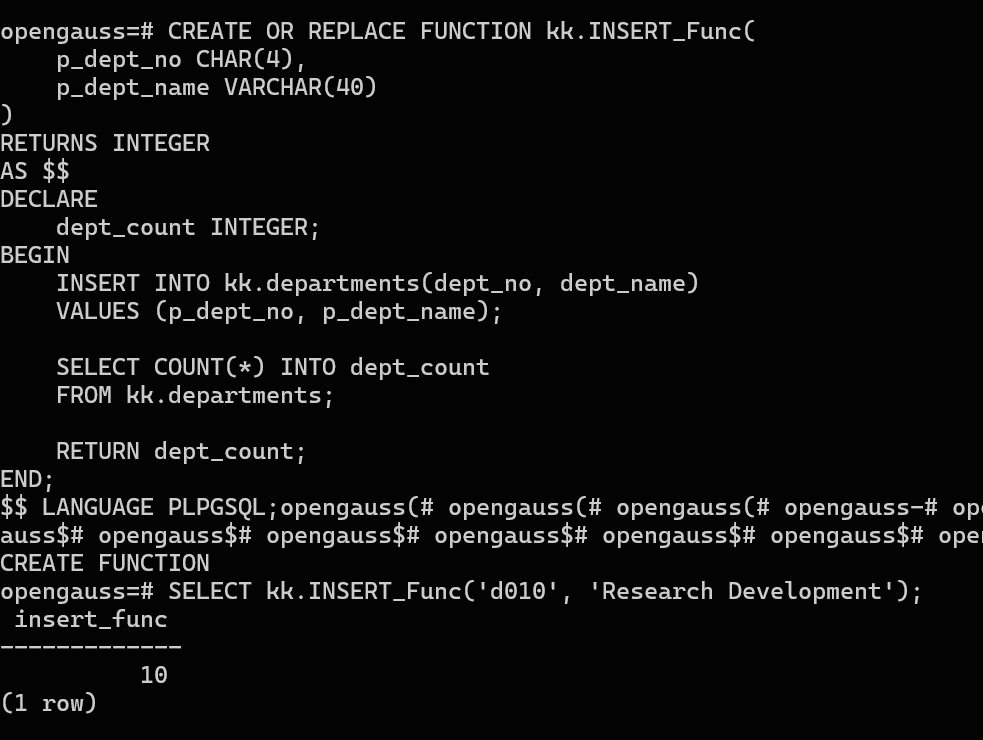 opengauss=# CREATE OR REPLACE FUNCTION kk.INSERT_Func(
    p_dept_no CHAR(4),
    p_dept_name VARCHAR(40)
)
RETURNS INTEGER
AS $$
DECLARE
    dept_count INTEGER;
BEGIN
    INSERT INTO kk.departments(dept_no, dept_name)
    VALUES (p_dept_no, p_dept_name);
    SELECT COUNT(*) INTO dept_count
    FROM kk.departments;
    RETURN dept_count;
END;
$$ LANGUAGE PLPGSQL;opengauss(# opengauss(# opengauss(# opengauss-# op
auss$# opengauss$# opengauss$# opengauss$# opengauss$# opengauss$# ope
CREATE FUNCTION
opengauss=# SELECT kk.INSERT_Func('d010', 'Research Development');
 insert_func
-------------
          10
(1 row)